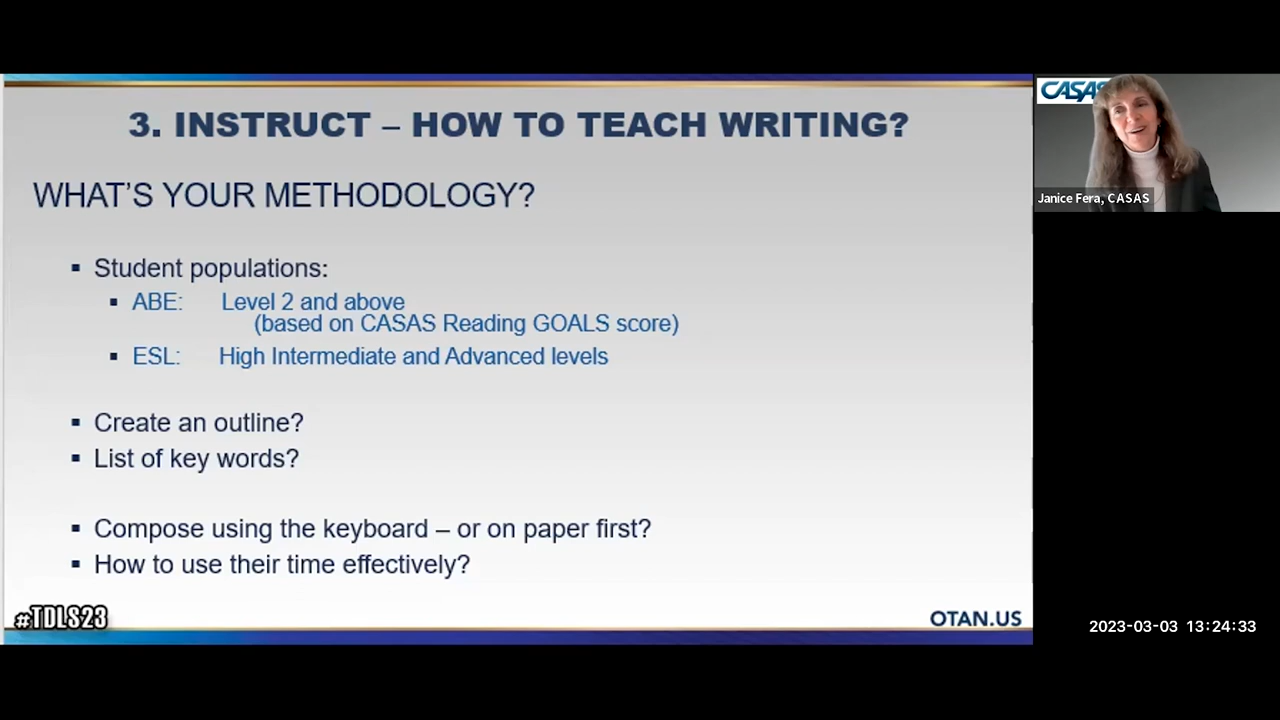 3. INSTRUCT – HOW TO TEACH WRITING?
WHAT'S YOUR METHODOLOGY?
▪ Student populations:
▪ ABE: Level 2 and above
(based on CASAS Reading GOALS score)
▪ ESL: High Intermediate and Advanced levels
▪ Create an outline?
▪ List of key words?
▪ Compose using the keyboard – or on paper first?
▪ How to use their time effectively?
#TDLS23
OTAN.US
CASAS
Janice Fera, CASAS
2023-03-03 13:24:33